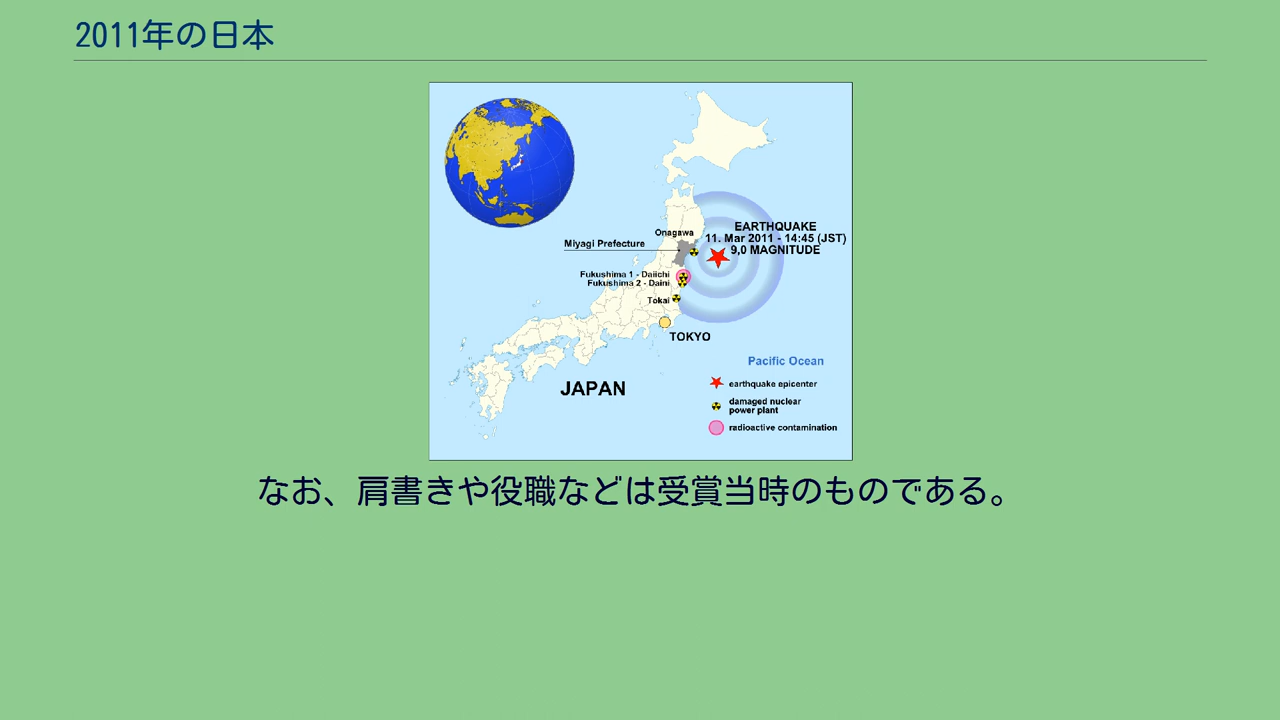 2011年の日本
EARTHQUAKE
11. Mar 2011 - 14:45 (JST)
9,0 MAGNITUDE
Onagawa
Miyagi Prefecture
Fukushima 1 - Daiichi
Fukushima 2 - Daini
Tokai
TOKYO
Pacific Ocean
JAPAN
earthquake epicenter
damaged nuclear
power plant
radioactive contamination
なお、肩書きや役職などは受賞当時のものである。